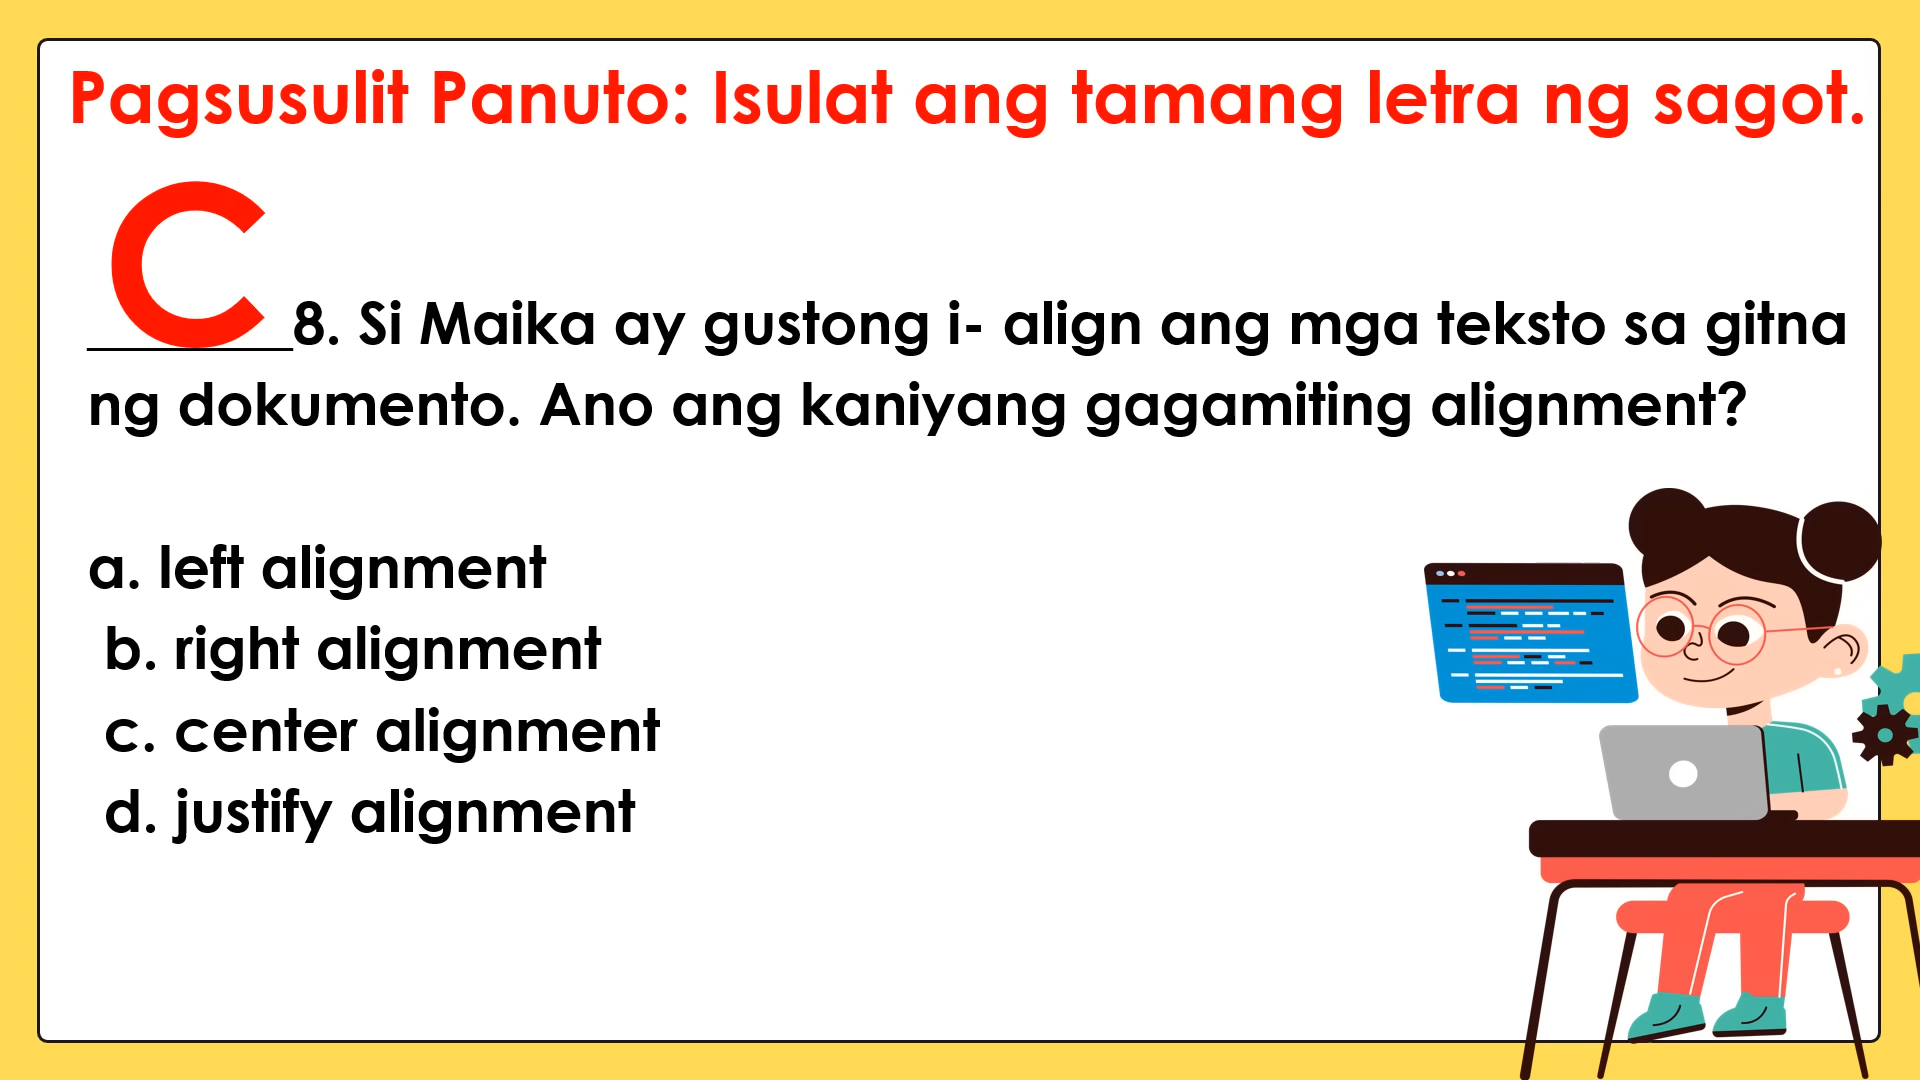 Pagsusulit Panuto: Isulat ang tamang letra ng sagot.
C
_______8. Si Maika ay gustong i- align ang mga teksto sa gitna
ng dokumento. Ano ang kaniyang gagamiting alignment?
a. left alignment
b. right alignment
c. center alignment
d. justify alignment